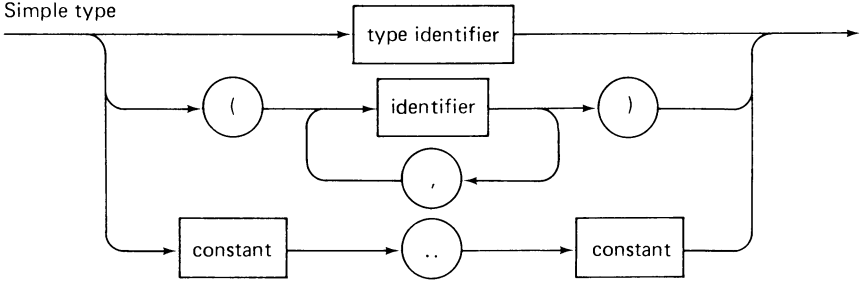 Simple type
type identifier
( identifier )
,
constant .. constant